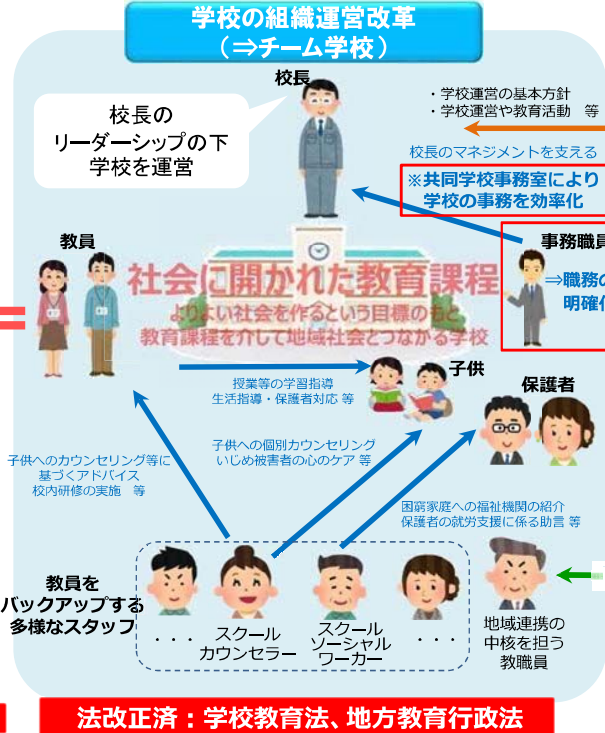 学校の組織運営改革
（⇒チーム学校）
校長
校長の
リーダーシップの下
学校を運営
・学校運営の基本方針
・学校運営や教育活動　等
校長のマネジメントを支える
※共同学校事務室により
学校の事務を効率化
教員
事務職員
⇒職務の
明確化
社会に開かれた教育課程
よりよい社会を作るという目標のもと
教育課程を介して地域社会とつながる学校
授業等の学習指導
生活指導・保護者対応 等
子供
保護者
子供へのカウンセリング等に
基づくアドバイス
校内研修の実施　等
子供への個別カウンセリング
いじめ被害者の心のケア 等
困窮家庭への福祉機関の紹介
保護者の就労支援に係る助言 等
教員を
バックアップする
多様なスタッフ
・・・
スクール
カウンセラー
スクール
ソーシャル
ワーカー
・・・
地域連携の
中核を担う
教職員
法改正済：学校教育法、地方教育行政法